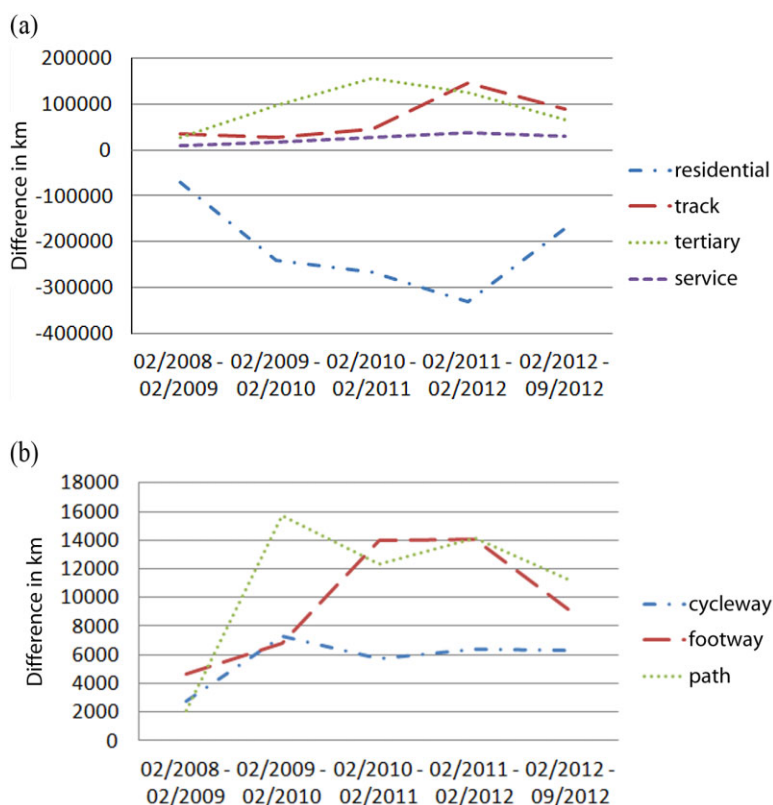 (a)
Difference in km
200000
100000
0
-100000
-200000
-300000
-400000
02/2008 - 02/2009 - 02/2010 - 02/2011 - 02/2012 -
02/2009 02/2010 02/2011 02/2012 09/2012
residential
track
tertiary
service
(b)
Difference in km
18000
16000
14000
12000
10000
8000
6000
4000
2000
0
02/2008 - 02/2009 - 02/2010 - 02/2011 - 02/2012 -
02/2009 02/2010 02/2011 02/2012 09/2012
cycleway
footway
path